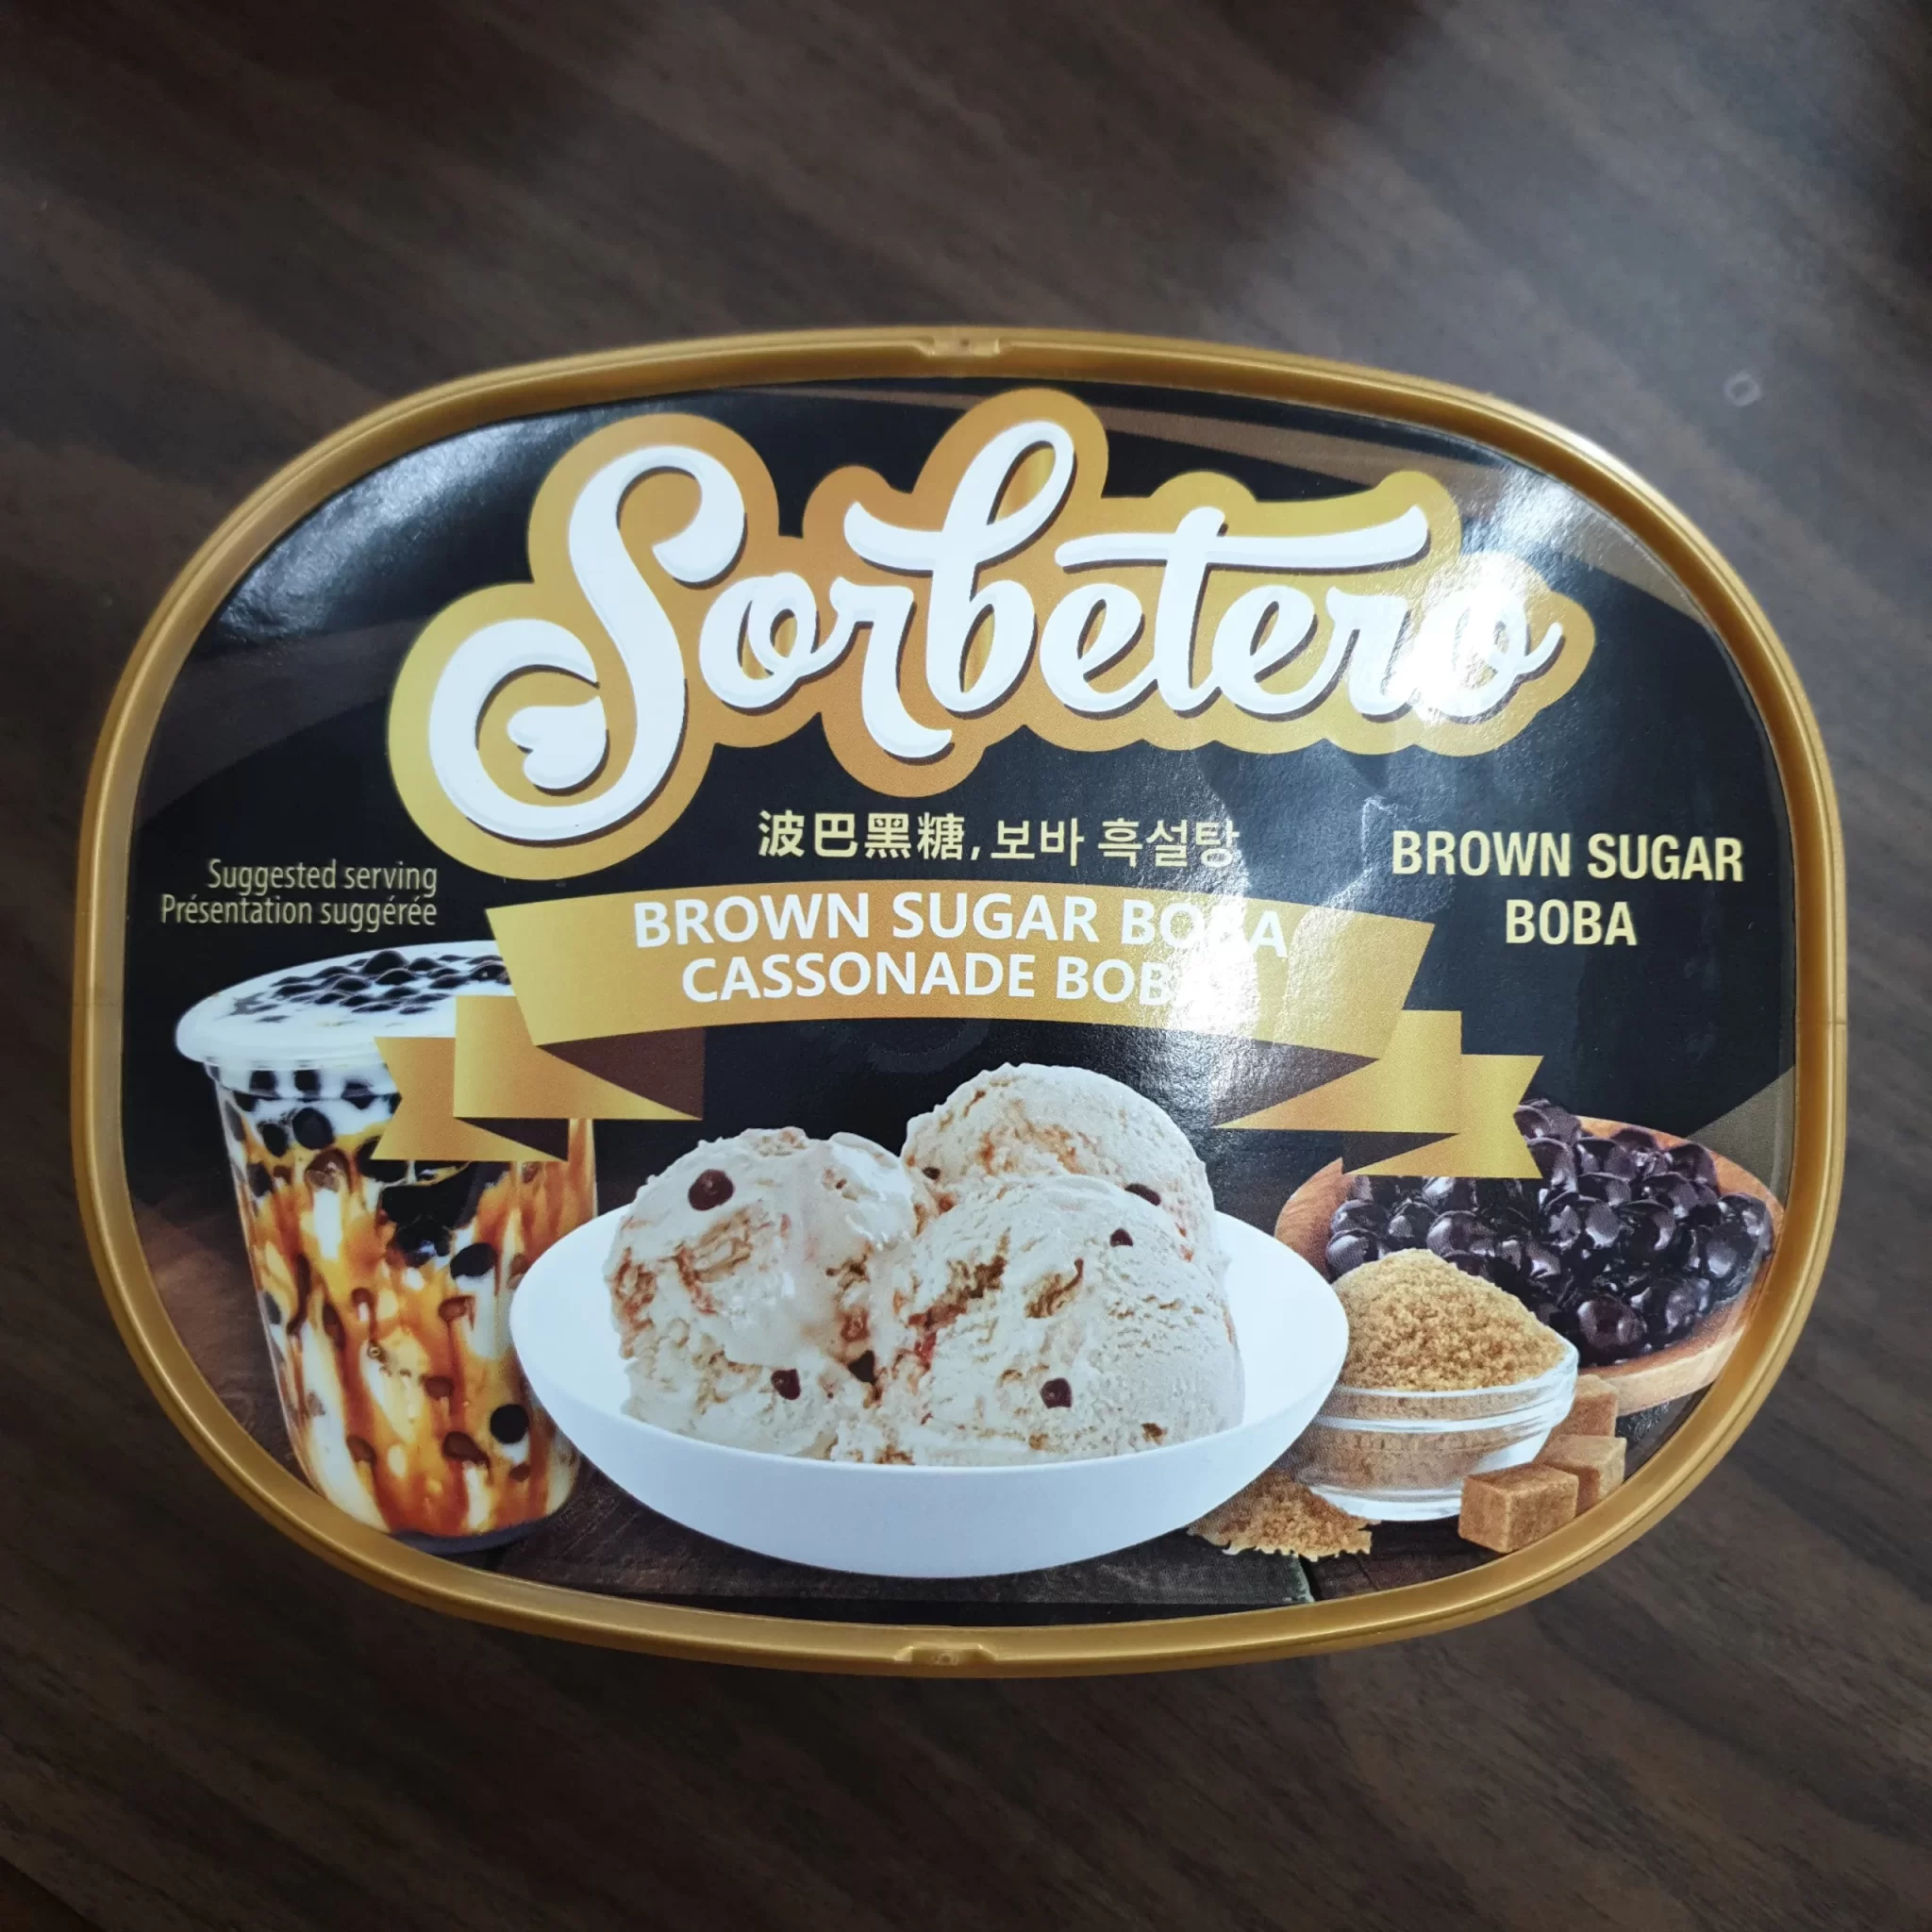 Sorbetero
波巴黑糖, 보바 흑설탕
Suggested serving
Présentation suggérée
BROWN SUGAR BOBA
CASSONADE BOBA
BROWN SUGAR
BOBA